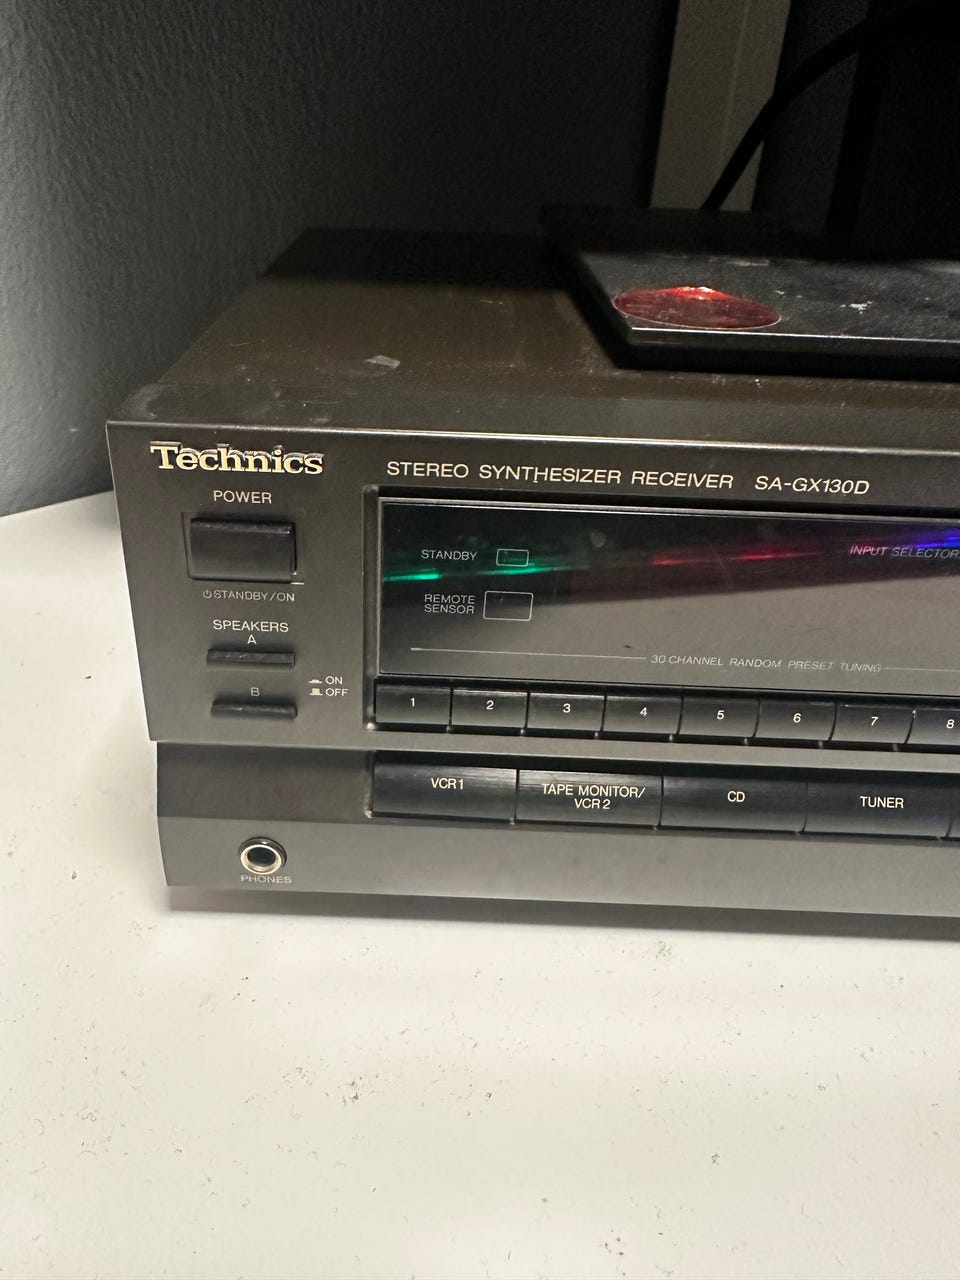 Technics
STEREO SYNTHESIZER RECEIVER SA-GX130D
POWER
STANDBY
INPUT SELECTOR
⏻ STANDBY/ON
REMOTE
SENSOR
SPEAKERS
A
30 CHANNEL RANDOM PRESET TUNING
ON
OFF
B
1 2 3 4 5 6 7 8
VCR1
TAPE MONITOR/
VCR 2
CD
TUNER
PHONES